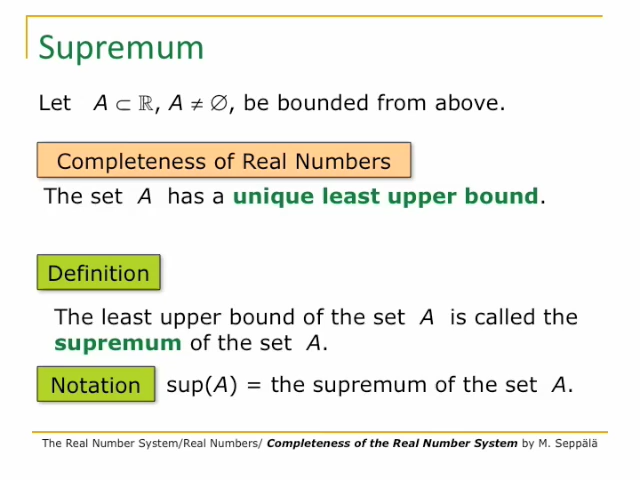 Supremum
Let A ⊂ ℝ, A ≠ ∅, be bounded from above.
Completeness of Real Numbers
The set A has a unique least upper bound.
Definition
The least upper bound of the set A is called the
supremum of the set A.
Notation sup(A) = the supremum of the set A.
The Real Number System/Real Numbers/ Completeness of the Real Number System by M. Seppälä